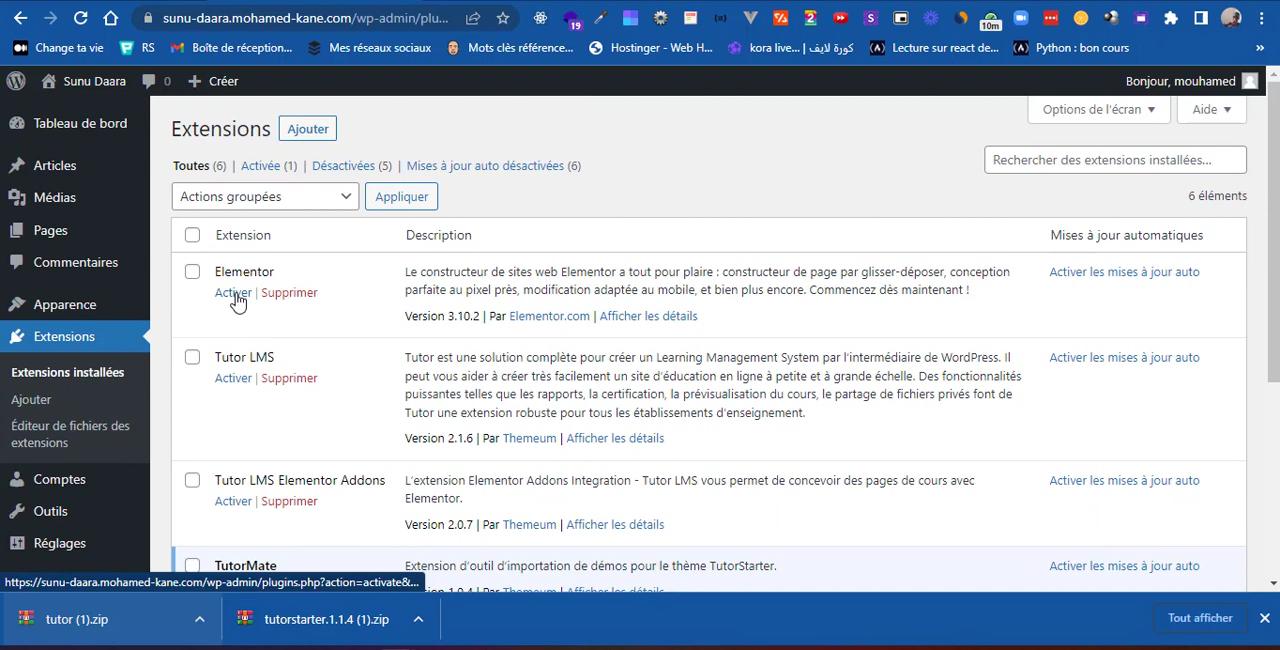 sunu-daara.mohamed-kane.com/wp-admin/plu...
19
10m
Change ta vie
RS
Boîte de réception...
Mes réseaux sociaux
Mots clés référence...
Hostinger - Web H...
kora live... | كورة لايف
Lecture sur react de...
Python : bon cours
»
Sunu Daara
0
Créer
Bonjour, mouhamed
Tableau de bord
Articles
Médias
Pages
Commentaires
Apparence
Extensions
Extensions installées
Ajouter
Éditeur de fichiers des
extensions
Comptes
Outils
Réglages
Options de l'écran
Aide
Extensions
Ajouter
Toutes (6) | Activée (1) | Désactivées (5) | Mises à jour auto désactivées (6)
Rechercher des extensions installées...
Actions groupées
Appliquer
6 éléments
Extension
Description
Mises à jour automatiques
Elementor
Activer | Supprimer
Le constructeur de sites web Elementor a tout pour plaire : constructeur de page par glisser-déposer, conception
parfaite au pixel près, modification adaptée au mobile, et bien plus encore. Commencez dès maintenant !
Version 3.10.2 | Par Elementor.com | Afficher les détails
Activer les mises à jour auto
Tutor LMS
Activer | Supprimer
Tutor est une solution complète pour créer un Learning Management System par l'intermédiaire de WordPress. Il
peut vous aider à créer très facilement un site d'éducation en ligne à petite et à grande échelle. Des fonctionnalités
puissantes telles que les rapports, la certification, la prévisualisation du cours, le partage de fichiers privés font de
Tutor une extension robuste pour tous les établissements d'enseignement.
Version 2.1.6 | Par Themeum | Afficher les détails
Activer les mises à jour auto
Tutor LMS Elementor Addons
Activer | Supprimer
L'extension Elementor Addons Integration - Tutor LMS vous permet de concevoir des pages de cours avec
Elementor.
Version 2.0.7 | Par Themeum | Afficher les détails
Activer les mises à jour auto
TutorMate
Extension d'outil d'importation de démos pour le thème TutorStarter.
Version 1.0.4 | Par Themeum | Afficher les détails
Activer les mises à jour auto
https://sunu-daara.mohamed-kane.com/wp-admin/plugins.php?action=activate&...
tutor (1).zip
tutorstarter.1.1.4 (1).zip
Tout afficher